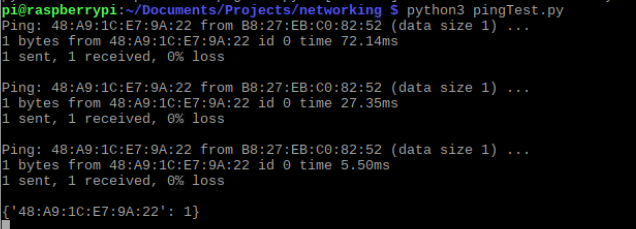 pi@raspberrypi:~/Documents/Projects/networking $ python3 pingTest.py
Ping: 48:A9:1C:E7:9A:22 from B8:27:EB:C0:82:52 (data size 1) ...
1 bytes from 48:A9:1C:E7:9A:22 id 0 time 72.14ms
1 sent, 1 received, 0% loss
Ping: 48:A9:1C:E7:9A:22 from B8:27:EB:C0:82:52 (data size 1) ...
1 bytes from 48:A9:1C:E7:9A:22 id 0 time 27.35ms
1 sent, 1 received, 0% loss
Ping: 48:A9:1C:E7:9A:22 from B8:27:EB:C0:82:52 (data size 1) ...
1 bytes from 48:A9:1C:E7:9A:22 id 0 time 5.50ms
1 sent, 1 received, 0% loss
{'48:A9:1C:E7:9A:22': 1}